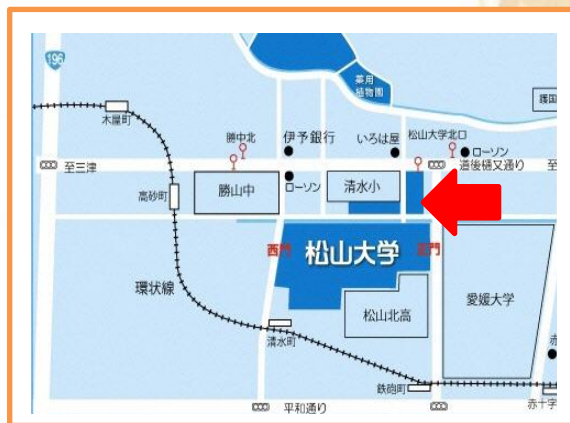 196
薬用
植物園
護国
木屋町
勝中北
伊予銀行
いろは屋
松山大学北口
ローソン
至三津
道後樋又通り
至
高砂町
勝山中
ローソン
清水小
西門
松山大学
正門
環状線
松山北高
愛媛大学
清水町
赤
鉄砲町
平和通り
赤十字